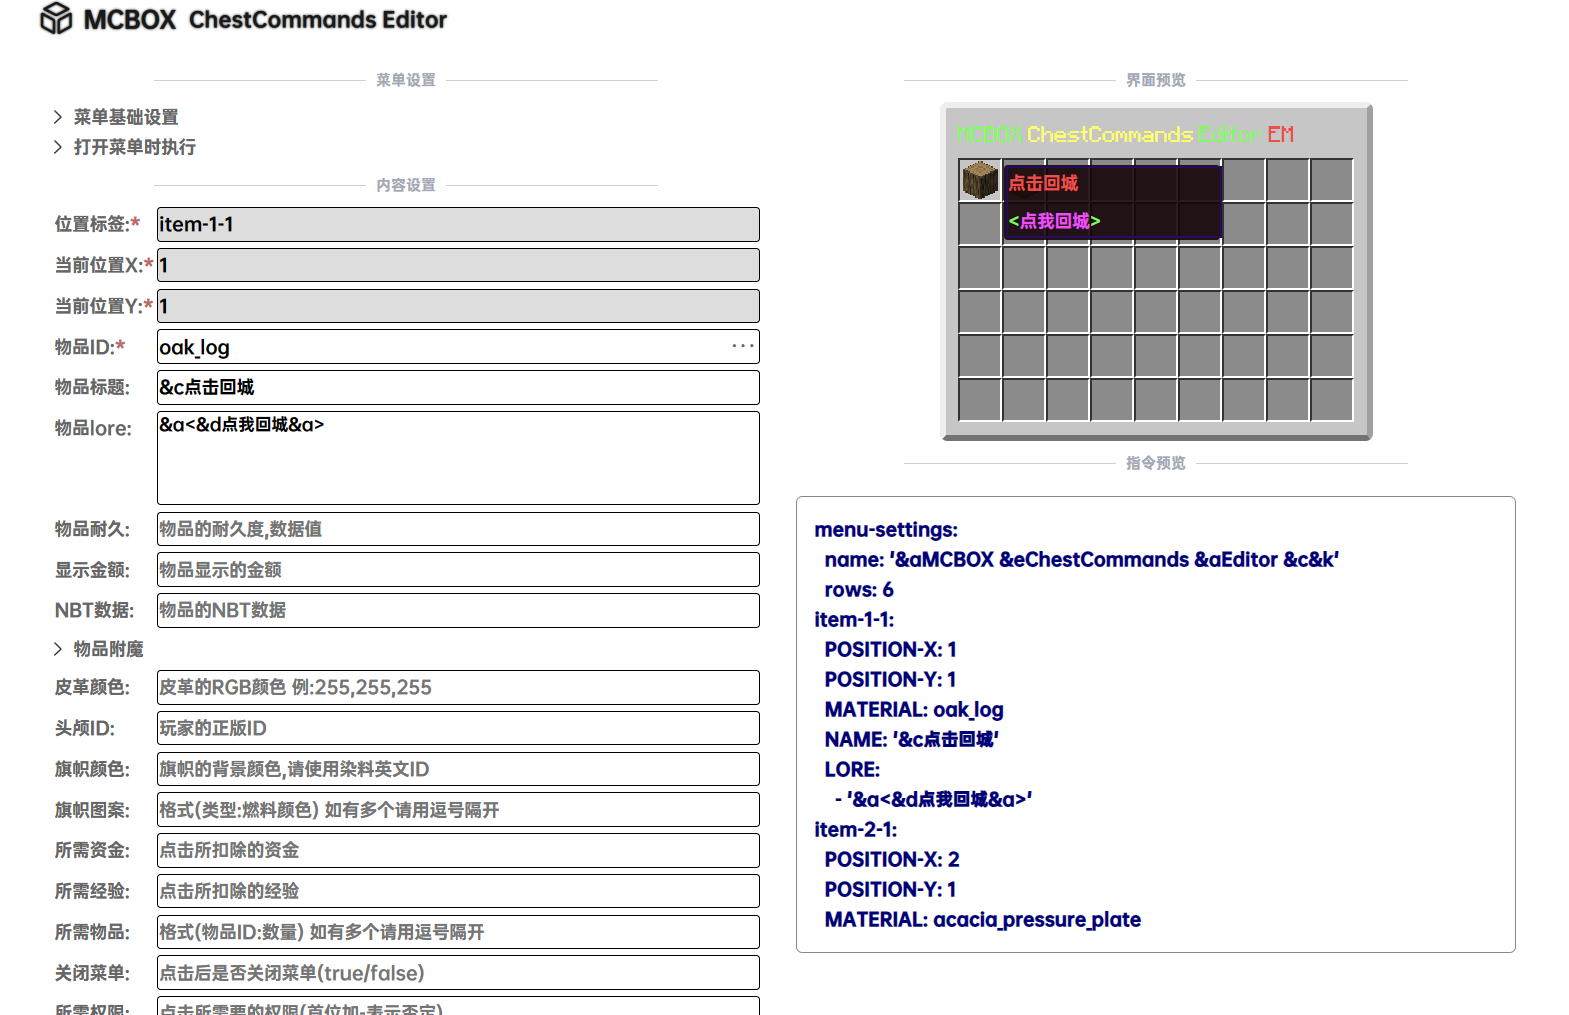 MCBOX ChestCommands Editor
菜单设置
菜单基础设置
打开菜单时执行
内容设置
位置标签:* item-1-1
当前位置X:* 1
当前位置Y:* 1
物品ID:* oak_log ···
物品标题: &c点击回城
物品lore: &a<&d点我回城&a>
物品耐久: 物品的耐久度,数据值
显示金额: 物品显示的金额
NBT数据: 物品的NBT数据
物品附魔
皮革颜色: 皮革的RGB颜色 例:255,255,255
头颅ID: 玩家的正版ID
旗帜颜色: 旗帜的背景颜色,请使用染料英文ID
旗帜图案: 格式(类型:燃料颜色) 如有多个请用逗号隔开
所需资金: 点击所扣除的资金
所需经验: 点击所扣除的经验
所需物品: 格式(物品ID:数量) 如有多个请用逗号隔开
关闭菜单: 点击后是否关闭菜单(true/false)
所需权限: 点击所需要的权限(首位加-表示否定)
界面预览
MCBOX ChestCommands Editor EM
点击回城
<点我回城>
指令预览
menu-settings:
name: '&aMCBOX &eChestCommands &aEditor &c&k'
rows: 6
item-1-1:
POSITION-X: 1
POSITION-Y: 1
MATERIAL: oak_log
NAME: '&c点击回城'
LORE:
- '&a<&d点我回城&a>'
item-2-1:
POSITION-X: 2
POSITION-Y: 1
MATERIAL: acacia_pressure_plate